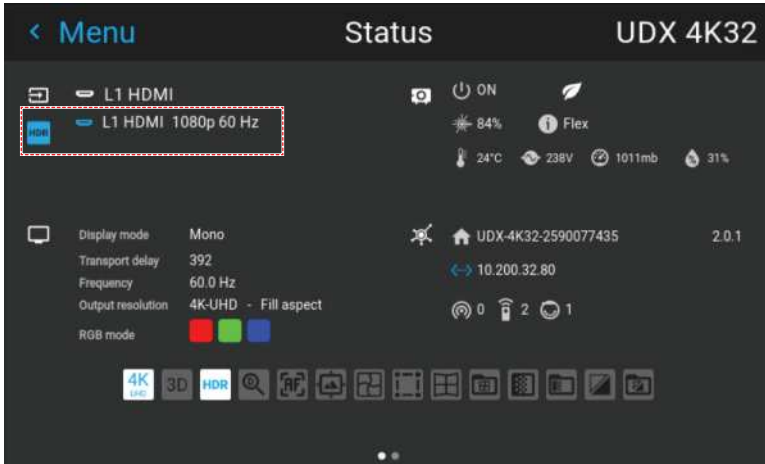 < Menu Status UDX 4K32
L1 HDMI
HDR L1 HDMI 1080p 60 Hz
ON
84% Flex
24°C 238V 1011mb 31%
Display mode Mono
Transport delay 392
Frequency 60.0 Hz
Output resolution 4K-UHD - Fill aspect
RGB mode
UDX-4K32-2590077435 2.0.1
10.200.32.80
0 2 1
4K UHD 3D HDR AF